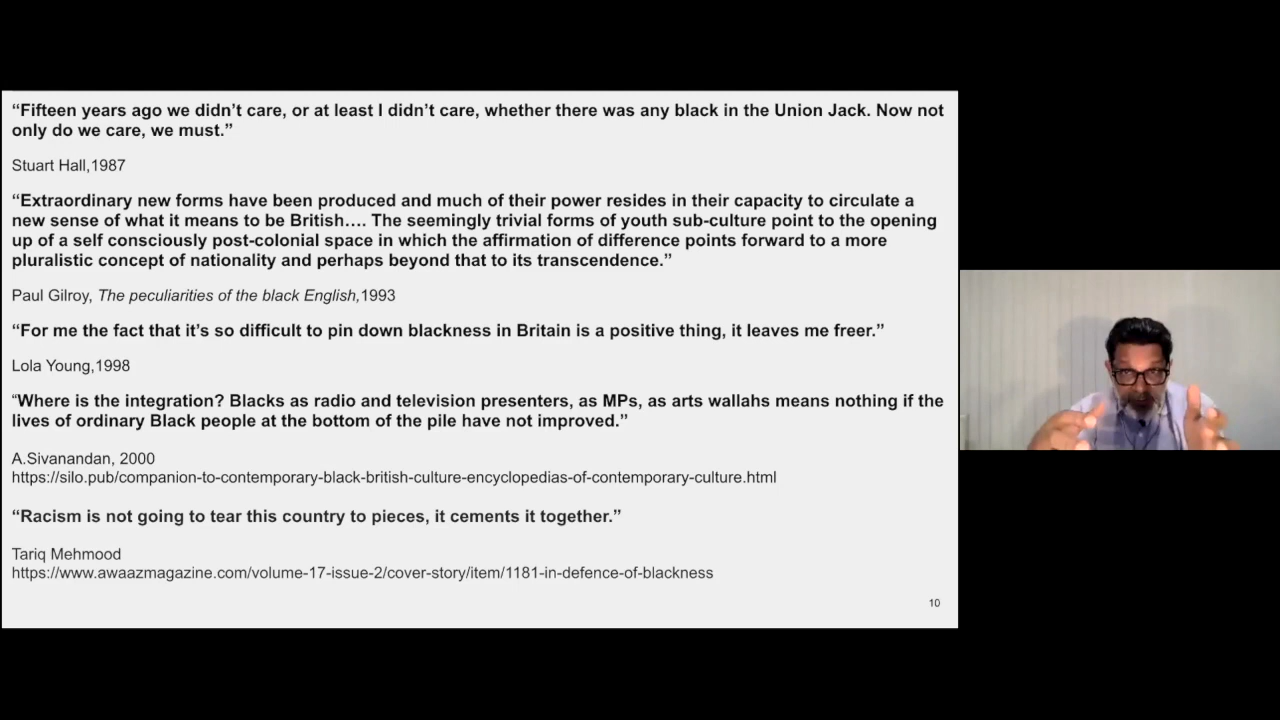 “Fifteen years ago we didn’t care, or at least I didn’t care, whether there was any black in the Union Jack. Now not
only do we care, we must.”
Stuart Hall,1987
“Extraordinary new forms have been produced and much of their power resides in their capacity to circulate a
new sense of what it means to be British…. The seemingly trivial forms of youth sub-culture point to the opening
up of a self consciously post-colonial space in which the affirmation of difference points forward to a more
pluralistic concept of nationality and perhaps beyond that to its transcendence.”
Paul Gilroy, The peculiarities of the black English,1993
“For me the fact that it’s so difficult to pin down blackness in Britain is a positive thing, it leaves me freer.”
Lola Young,1998
“Where is the integration? Blacks as radio and television presenters, as MPs, as arts wallahs means nothing if the
lives of ordinary Black people at the bottom of the pile have not improved.”
A.Sivanandan, 2000
https://silo.pub/companion-to-contemporary-black-british-culture-encyclopedias-of-contemporary-culture.html
“Racism is not going to tear this country to pieces, it cements it together.”
Tariq Mehmood
https://www.awaazmagazine.com/volume-17-issue-2/cover-story/item/1181-in-defence-of-blackness
10